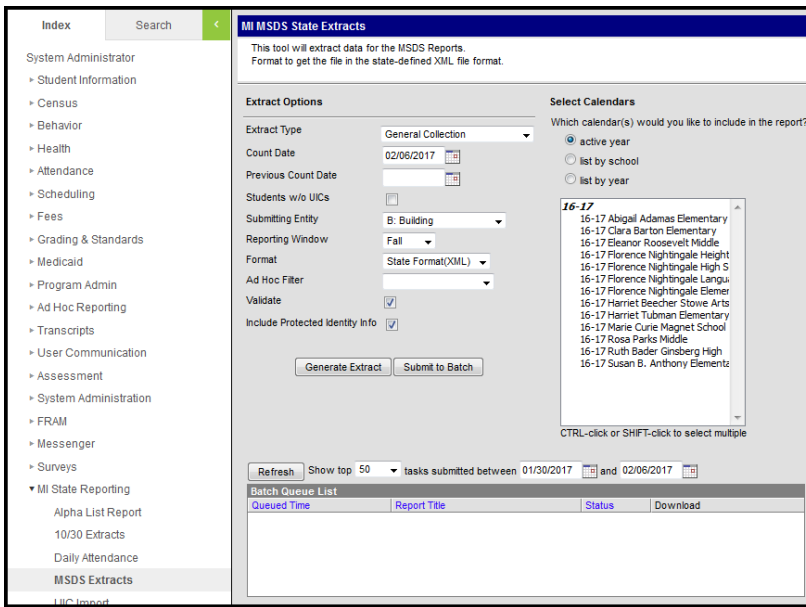 Index
Search
System Administrator
Student Information
Census
Behavior
Health
Attendance
Scheduling
Fees
Grading & Standards
Medicaid
Program Admin
Ad Hoc Reporting
Transcripts
User Communication
Assessment
System Administration
FRAM
Messenger
Surveys
MI State Reporting
Alpha List Report
10/30 Extracts
Daily Attendance
MSDS Extracts
UIC Import
MI MSDS State Extracts
This tool will extract data for the MSDS Reports.
Format to get the file in the state-defined XML file format.
Extract Options
Extract Type General Collection
Count Date 02/06/2017
Previous Count Date
Students w/o UICs
Submitting Entity B: Building
Reporting Window Fall
Format State Format(XML)
Ad Hoc Filter
Validate
Include Protected Identity Info
Generate Extract Submit to Batch
Select Calendars
Which calendar(s) would you like to include in the report?
active year
list by school
list by year
16-17
16-17 Abigail Adamas Elementary
16-17 Clara Barton Elementary
16-17 Eleanor Roosevelt Middle
16-17 Florence Nightingale Height
16-17 Florence Nightingale High S
16-17 Florence Nightingale Langua
16-17 Florence Nightingale Elemer
16-17 Harriet Beecher Stowe Arts
16-17 Harriet Tubman Elementary
16-17 Marie Curie Magnet School
16-17 Rosa Parks Middle
16-17 Ruth Bader Ginsberg High
16-17 Susan B. Anthony Elementa
CTRL-click or SHIFT-click to select multiple
Refresh Show top 50 tasks submitted between 01/30/2017 and 02/06/2017
Batch Queue List
Queued Time Report Title Status Download